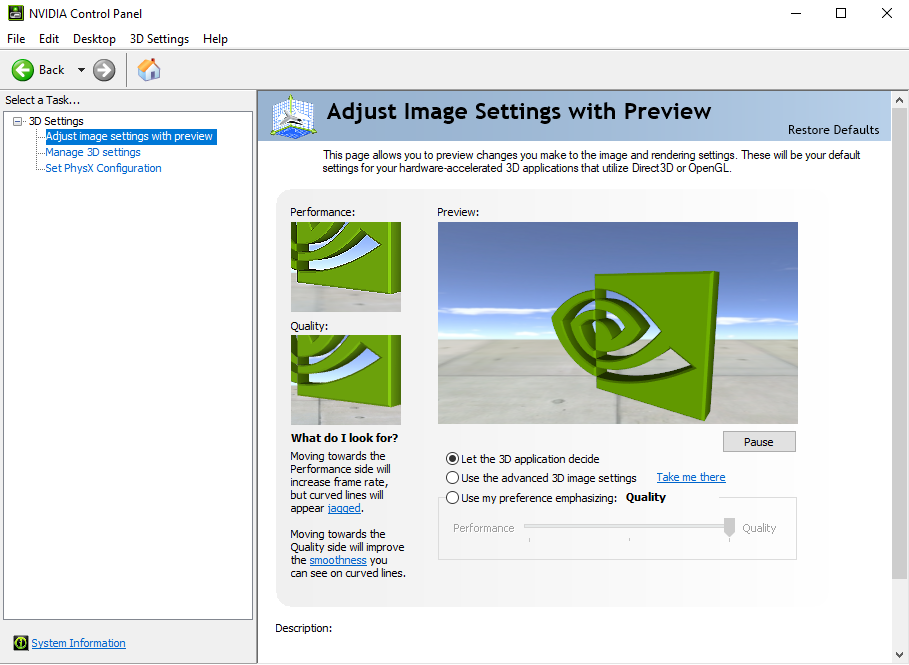 NVIDIA Control Panel
File Edit Desktop 3D Settings Help
Back
Select a Task...
3D Settings
Adjust image settings with preview
Manage 3D settings
Set PhysX Configuration
System Information
Adjust Image Settings with Preview
Restore Defaults
This page allows you to preview changes you make to the image and rendering settings. These will be your default
settings for your hardware-accelerated 3D applications that utilize Direct3D or OpenGL.
Performance:
Quality:
What do I look for?
Moving towards the
Performance side will
increase frame rate,
but curved lines will
appear jagged.
Moving towards the
Quality side will improve
the smoothness you
can see on curved lines.
Preview:
Pause
Let the 3D application decide
Use the advanced 3D image settings Take me there
Use my preference emphasizing: Quality
Performance Quality
Description: